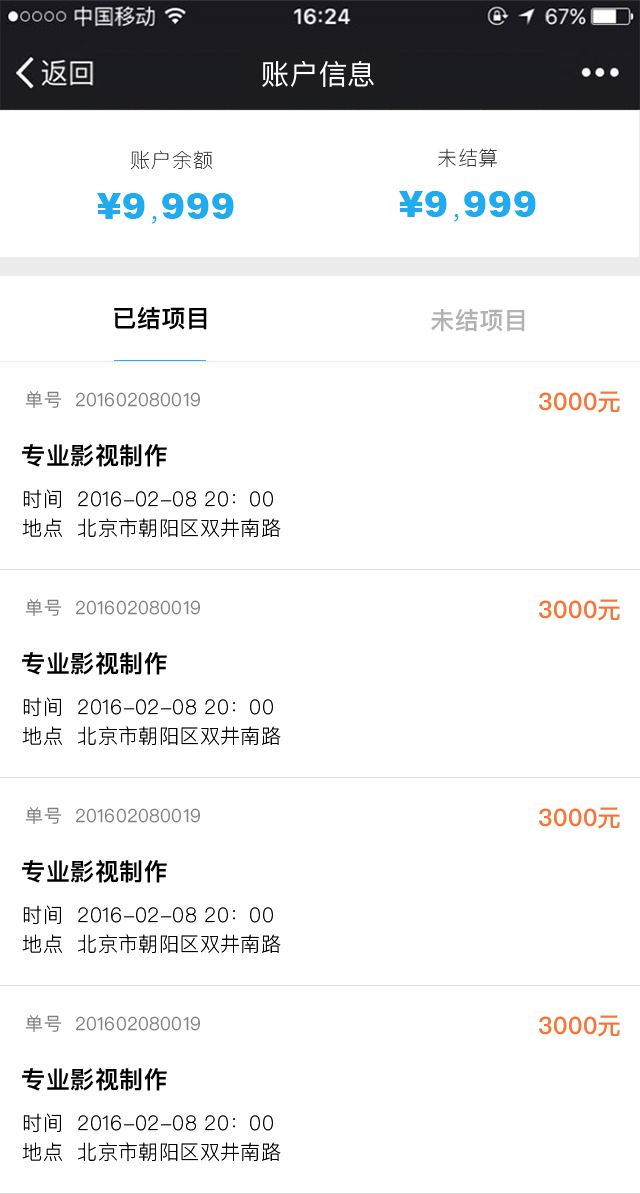 中国移动 16:24 67%
返回 账户信息
账户余额 未结算
¥9,999 ¥9,999
已结项目 未结项目
单号 201602080019 3000元
专业影视制作
时间 2016-02-08 20：00
地点 北京市朝阳区双井南路
单号 201602080019 3000元
专业影视制作
时间 2016-02-08 20：00
地点 北京市朝阳区双井南路
单号 201602080019 3000元
专业影视制作
时间 2016-02-08 20：00
地点 北京市朝阳区双井南路
单号 201602080019 3000元
专业影视制作
时间 2016-02-08 20：00
地点 北京市朝阳区双井南路